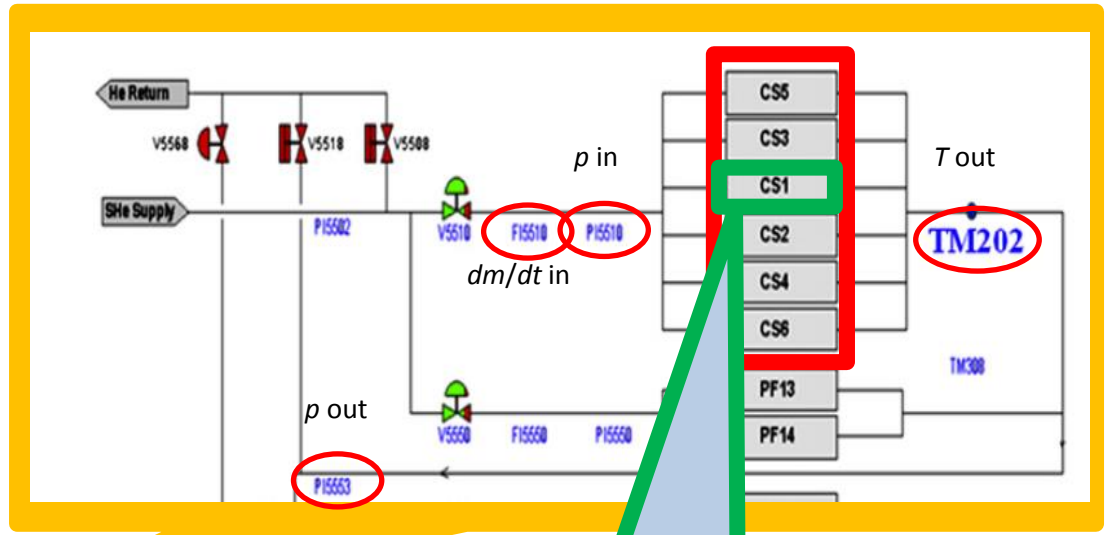 He Return
V5568
V5518
V5508
SHe Supply
PI5502
V5510
FI5510
PI5510
dm/dt in
p in
CS5
CS3
CS1
CS2
CS4
CS6
T out
TM202
TM308
PF13
PF14
V5550
FI5550
PI5550
p out
PI5553